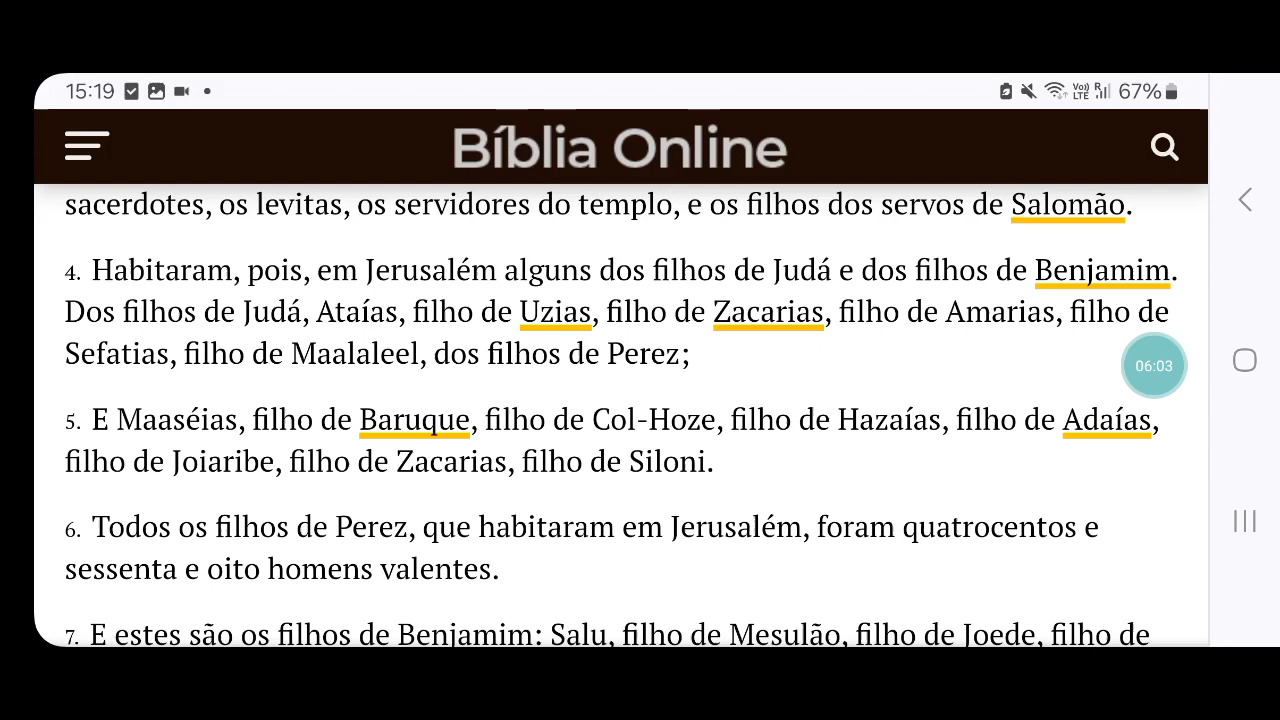 15:19
Vo)) LTE R 67%
Bíblia Online
sacerdotes, os levitas, os servidores do templo, e os filhos dos servos de Salomão.
4. Habitaram, pois, em Jerusalém alguns dos filhos de Judá e dos filhos de Benjamim.
Dos filhos de Judá, Ataías, filho de Uzias, filho de Zacarias, filho de Amarias, filho de
Sefatias, filho de Maalaleel, dos filhos de Perez;
06:03
5. E Maaséias, filho de Baruque, filho de Col-Hoze, filho de Hazaías, filho de Adaías,
filho de Joiaribe, filho de Zacarias, filho de Siloni.
6. Todos os filhos de Perez, que habitaram em Jerusalém, foram quatrocentos e
sessenta e oito homens valentes.
7. E estes são os filhos de Benjamim: Salu, filho de Mesulão, filho de Joede, filho de